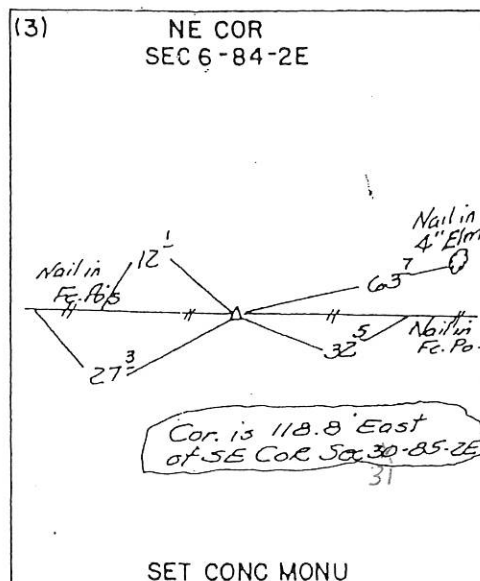 (3) NE COR
SEC 6-84-2E
Nail in
4" Elm
12 1
63 7
Nail in
Fc. Po's
Nail in
Fc. Po.
32 5
27 3
Cor. is 118.8' East
of SE Cor Sec 30-85-2E
31
SET CONC MONU